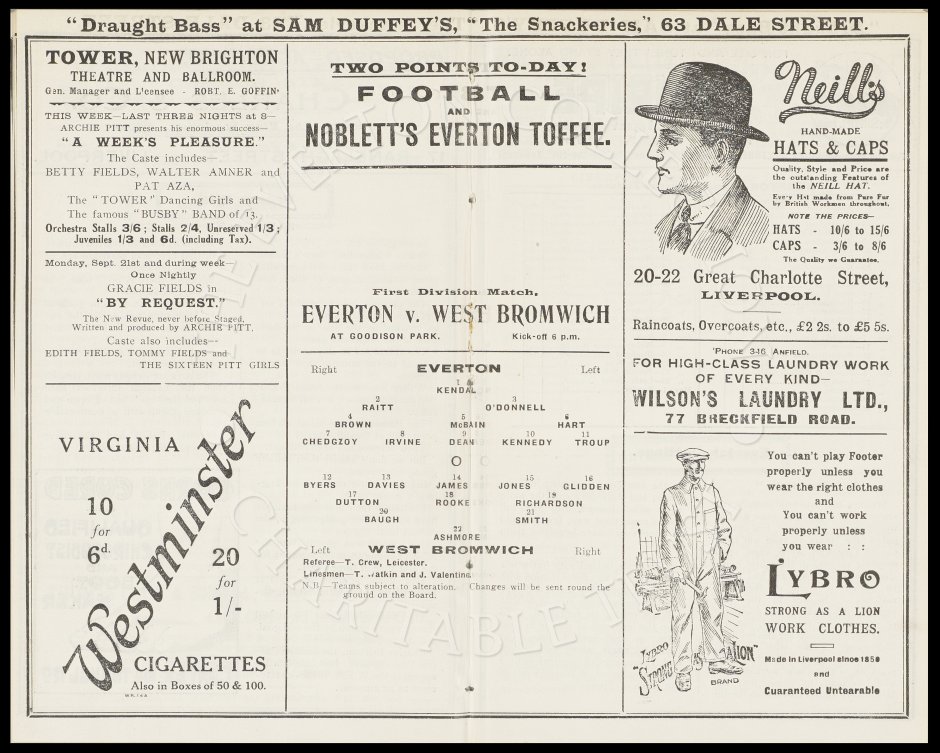 "Draught Bass" at SAM DUFFEY'S, "The Snackeries," 63 DALE STREET.
TOWER, NEW BRIGHTON
THEATRE AND BALLROOM.
Gen. Manager and Licensee - ROBT. E. GOFFIN
THIS WEEK—LAST THREE NIGHTS at 8—
ARCHIE PITT presents his enormous success—
"A WEEK'S PLEASURE."
The Caste includes—
BETTY FIELDS, WALTER AMNER and
PAT AZA,
The "TOWER" Dancing Girls and
The famous "BUSBY" BAND of 13.
Orchestra Stalls 3/6; Stalls 2/4, Unreserved 1/3;
Juveniles 1/3 and 6d. (including Tax).
Monday, Sept. 21st and during week—
Once Nightly
GRACIE FIELDS in
"BY REQUEST."
The New Revue, never before Staged,
Written and produced by ARCHIE PITT,
Caste also includes—
EDITH FIELDS, TOMMY FIELDS and
THE SIXTEEN PITT GIRLS
VIRGINIA
10
for
6d.
Westminster
20
for
1/-
CIGARETTES
Also in Boxes of 50 & 100.
TWO POINTS TO-DAY!
FOOTBALL
AND
NOBLETT'S EVERTON TOFFEE.
First Division Match,
EVERTON v. WEST BROMWICH
AT GOODISON PARK. Kick-off 6 p.m.
Right EVERTON Left
1
KENDAL
2 3
RAITT O'DONNELL
4 5 6
BROWN McBAIN HART
7 8 9 10 11
CHEDGZOY IRVINE DEAN KENNEDY TROUP
O
12 13 14 15 16
BYERS DAVIES JAMES JONES GLIDDEN
17 18 19
DUTTON ROOKE RICHARDSON
20 21
BAUGH SMITH
22
ASHMORE
Left WEST BROMWICH Right
Referee—T. Crew, Leicester.
Linesmen—T. Watkin and J. Valentine
N.B.—Teams subject to alteration. Changes will be sent round the
ground on the Board.
Neill's
HAND-MADE
HATS & CAPS
Quality, Style and Price are
the outstanding Features of
the NEILL HAT.
Every Hat made from Pure Fur
by British Workmen throughout.
NOTE THE PRICES—
HATS - 10/6 to 15/6
CAPS - 3/6 to 8/6
The Quality we Guarantee.
20-22 Great Charlotte Street,
LIVERPOOL.
Raincoats, Overcoats, etc., £2 2s. to £5 5s.
'PHONE 346 ANFIELD.
FOR HIGH-CLASS LAUNDRY WORK
OF EVERY KIND—
WILSON'S LAUNDRY LTD.,
77 BRECKFIELD ROAD.
You can't play Footer
properly unless you
wear the right clothes
and
You can't work
properly unless
you wear : :
LYBRO
STRONG AS A LION
WORK CLOTHES.
Made in Liverpool since 1850
and
Guaranteed Untearable
LYBRO
"STRONG AS A LION"
BRAND